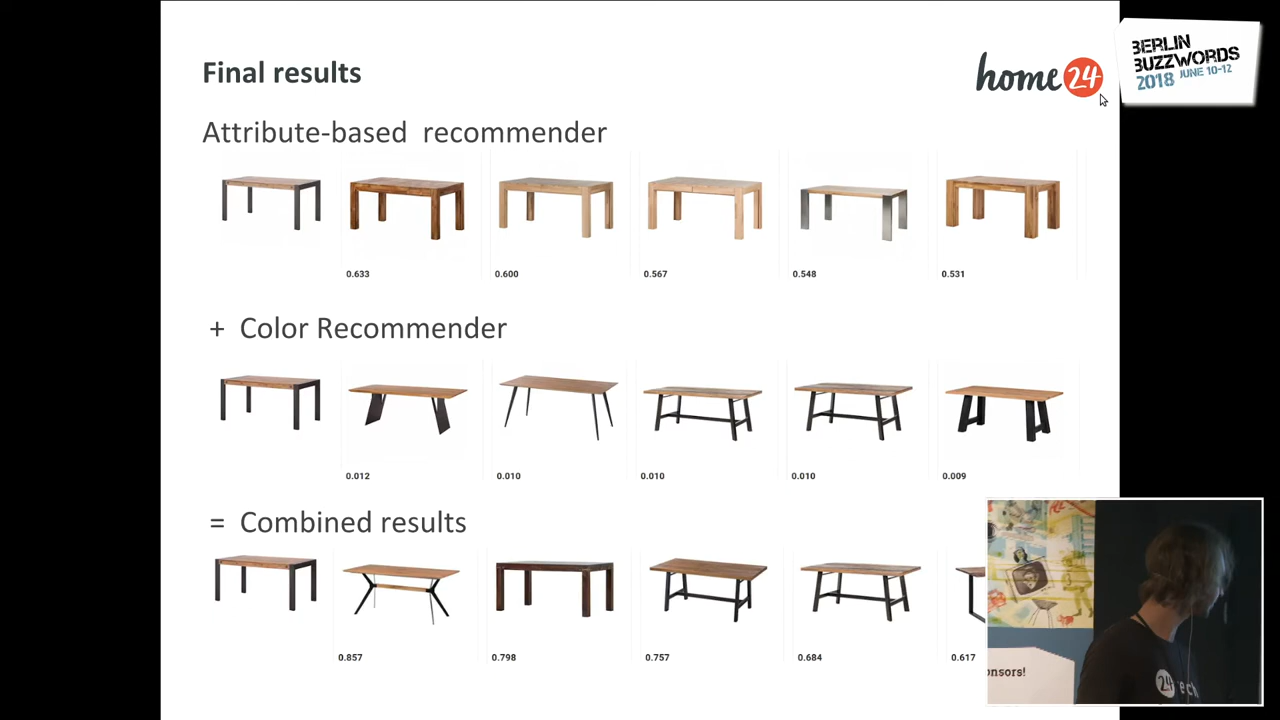 Final results
home24
BERLIN
BUZZWORDS
2018 JUNE 10-12
Attribute-based recommender
0.633 0.600 0.567 0.548 0.531
+ Color Recommender
0.012 0.010 0.010 0.010 0.009
= Combined results
0.857 0.798 0.757 0.684 0.617
onsors!
24 tech